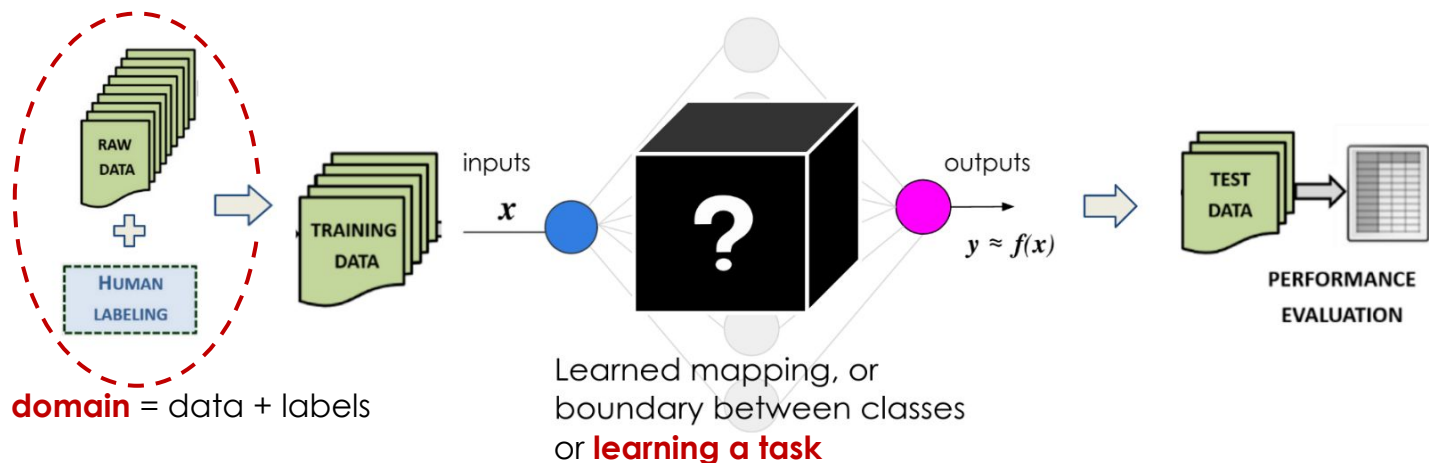 RAW
DATA
HUMAN
LABELING
domain = data + labels
TRAINING
DATA
inputs
x
?
outputs
y ≈ f(x)
Learned mapping, or
boundary between classes
or learning a task
TEST
DATA
PERFORMANCE
EVALUATION